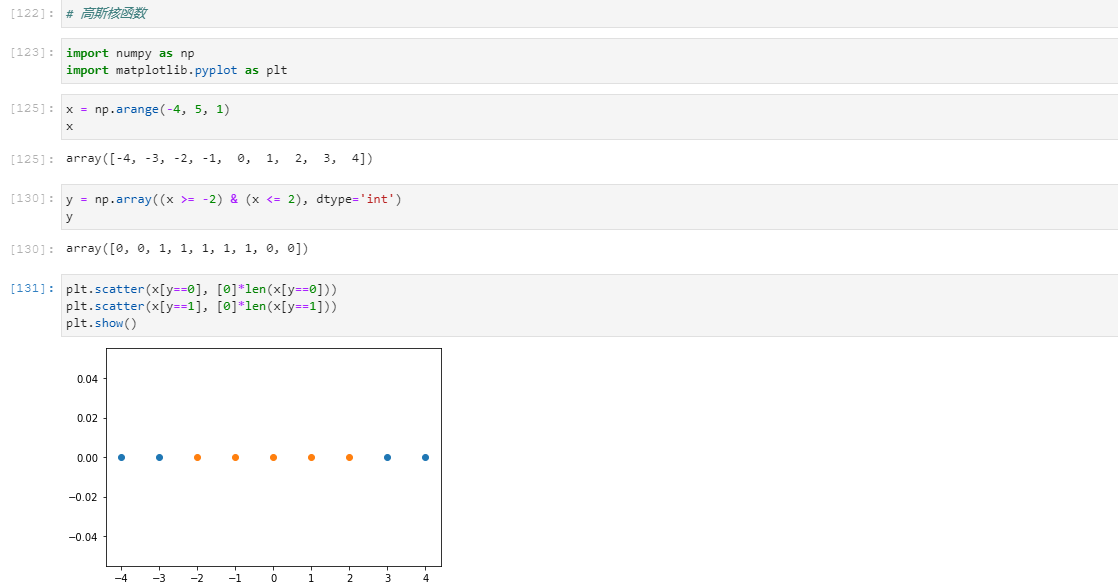 [122]: # 高斯核函数
[123]: import numpy as np
import matplotlib.pyplot as plt
[125]: x = np.arange(-4, 5, 1)
x
[125]: array([-4, -3, -2, -1,  0,  1,  2,  3,  4])
[130]: y = np.array((x >= -2) & (x <= 2), dtype='int')
y
[130]: array([0, 0, 1, 1, 1, 1, 1, 0, 0])
[131]: plt.scatter(x[y==0], [0]*len(x[y==0]))
plt.scatter(x[y==1], [0]*len(x[y==1]))
plt.show()
0.04
0.02
0.00
−0.02
−0.04
−4 −3 −2 −1 0 1 2 3 4